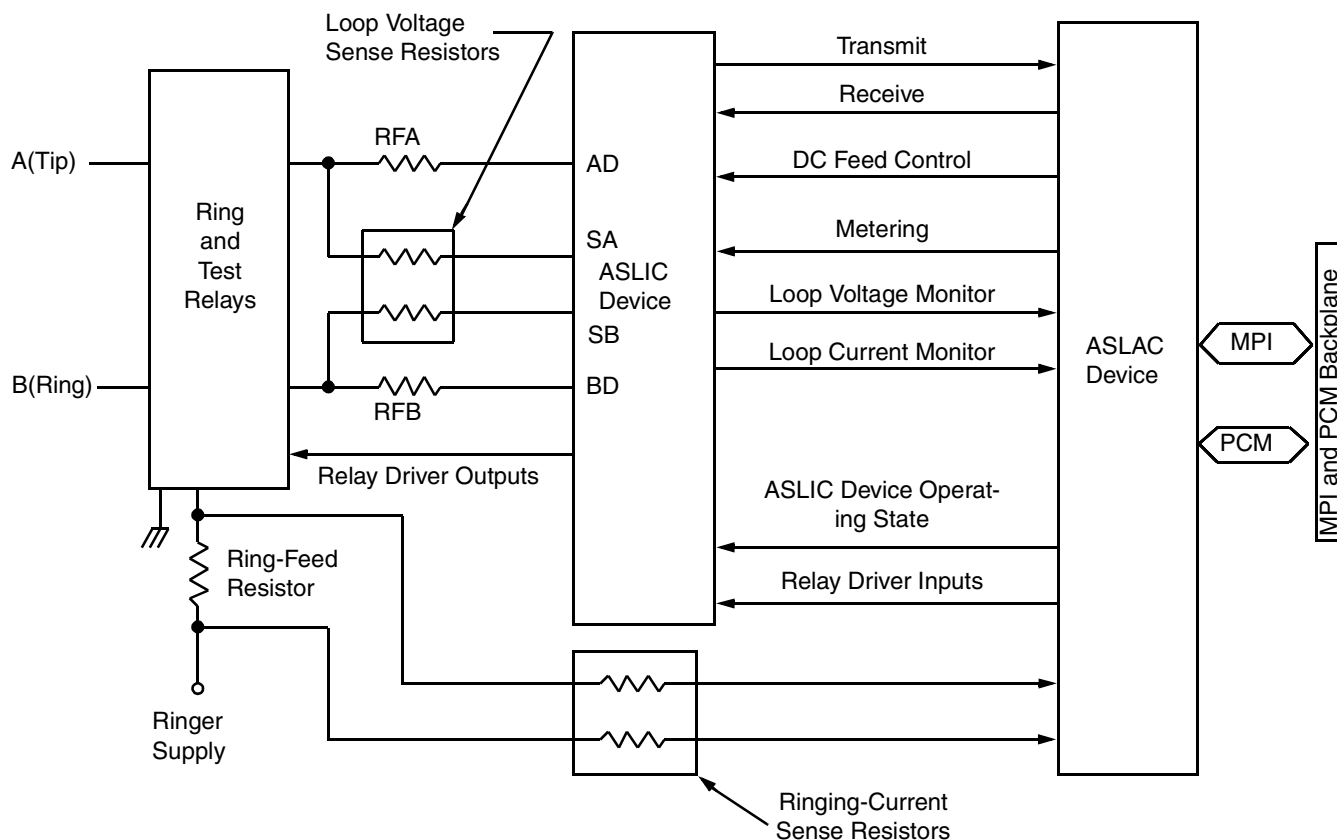 Loop Voltage
Sense Resistors
Transmit
Receive
RFA
A(Tip)
AD
DC Feed Control
Ring
and
Test
Relays
SA
ASLIC
Device
Metering
Loop Voltage Monitor
SB
Loop Current Monitor
ASLAC
Device
MPI
B(Ring)
BD
RFB
PCM
MPI and PCM Backplane
Relay Driver Outputs
ASLIC Device Operat-
ing State
Ring-Feed
Resistor
Relay Driver Inputs
Ringer
Supply
Ringing-Current
Sense Resistors